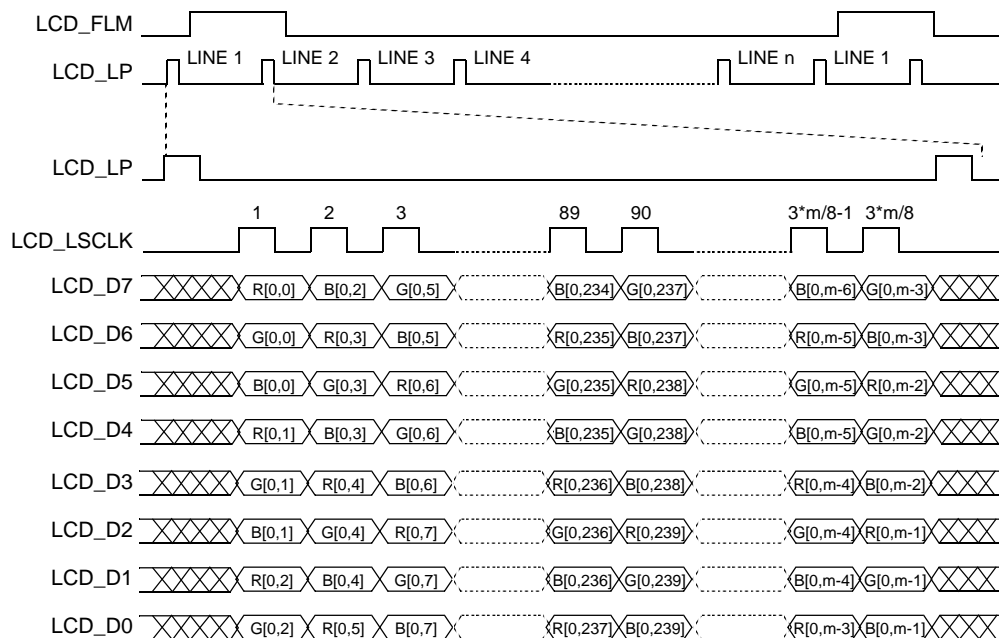 LCD_FLM
LCD_LP LINE 1 LINE 2 LINE 3 LINE 4 LINE n LINE 1
LCD_LP
1 2 3 89 90 3*m/8-1 3*m/8
LCD_LSCLK
LCD_D7 R[0,0] B[0,2] G[0,5] B[0,234] G[0,237] B[0,m-6] G[0,m-3]
LCD_D6 G[0,0] R[0,3] B[0,5] R[0,235] B[0,237] R[0,m-5] B[0,m-3]
LCD_D5 B[0,0] G[0,3] R[0,6] G[0,235] R[0,238] G[0,m-5] R[0,m-2]
LCD_D4 R[0,1] B[0,3] G[0,6] B[0,235] G[0,238] B[0,m-5] G[0,m-2]
LCD_D3 G[0,1] R[0,4] B[0,6] R[0,236] B[0,238] R[0,m-4] B[0,m-2]
LCD_D2 B[0,1] G[0,4] R[0,7] G[0,236] R[0,239] G[0,m-4] R[0,m-1]
LCD_D1 R[0,2] B[0,4] G[0,7] B[0,236] G[0,239] B[0,m-4] G[0,m-1]
LCD_D0 G[0,2] R[0,5] B[0,7] R[0,237] B[0,239] R[0,m-3] B[0,m-1]